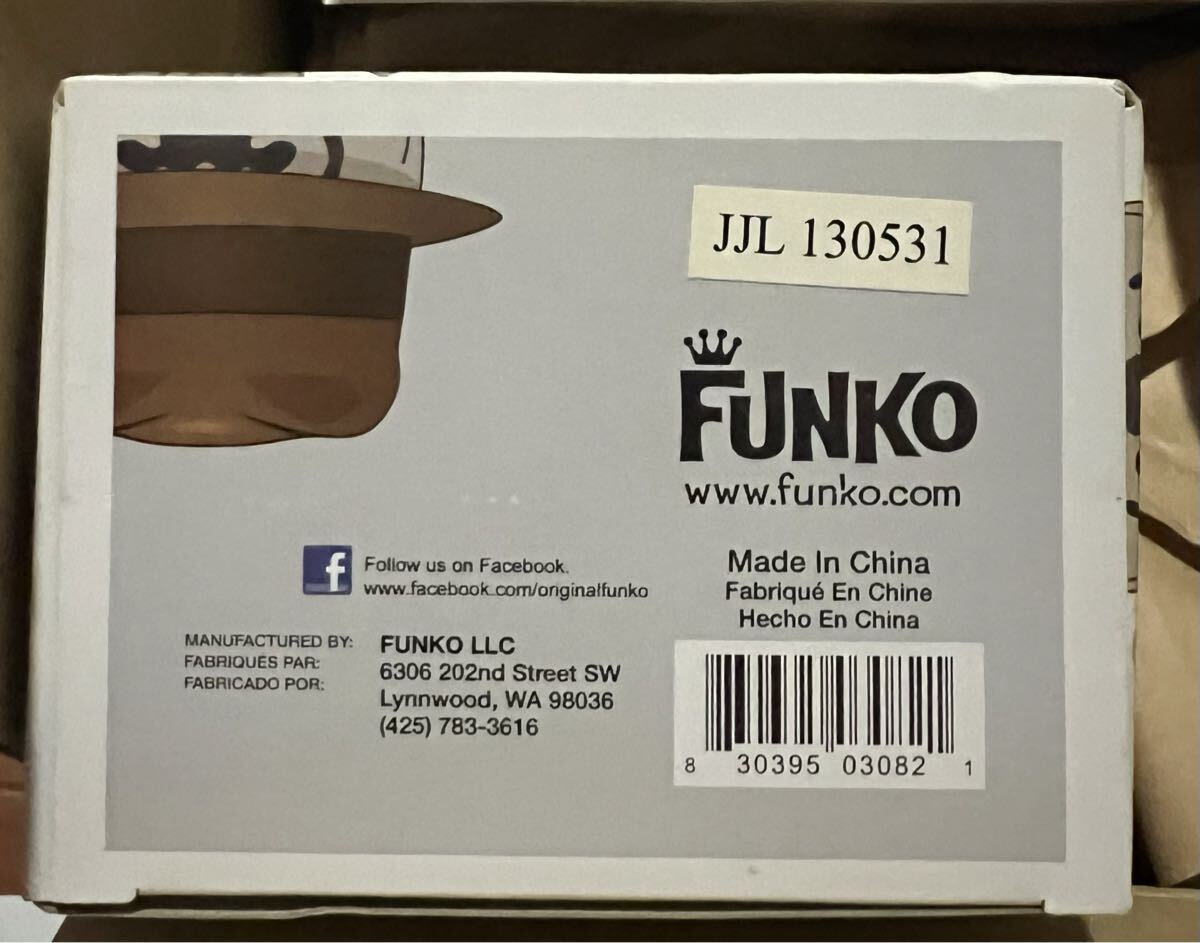 JJL 130531
FUNKO
www.funko.com
f Follow us on Facebook.
www.facebook.com/originalfunko
Made In China
Fabriqué En Chine
Hecho En China
MANUFACTURED BY:
FABRIQUÉS PAR:
FABRICADO POR:
FUNKO LLC
6306 202nd Street SW
Lynnwood, WA 98036
(425) 783-3616
8 30395 03082 1